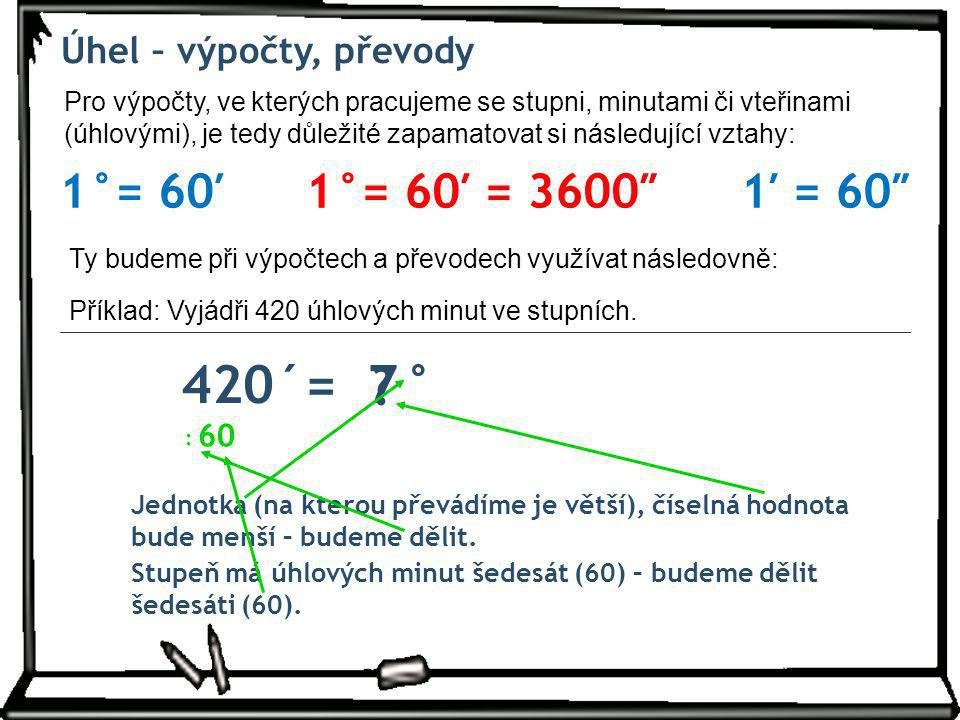 Úhel – výpočty, převody
Pro výpočty, ve kterých pracujeme se stupni, minutami či vteřinami
(úhlovými), je tedy důležité zapamatovat si následující vztahy:
1°= 60′ 1°= 60′ = 3600″ 1′ = 60″
Ty budeme při výpočtech a převodech využívat následovně:
Příklad: Vyjádři 420 úhlových minut ve stupních.
420´= 7°
: 60
Jednotka (na kterou převádíme je větší), číselná hodnota
bude menší – budeme dělit.
Stupeň má úhlových minut šedesát (60) – budeme dělit
šedesáti (60).